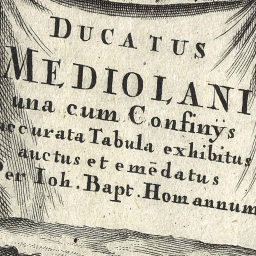 DUCATUS
MEDIOLANI
una cum Confinÿs
accurata Tabula exhibitus
auctus et emēdatus
Per Ioh. Bapt. Homannum